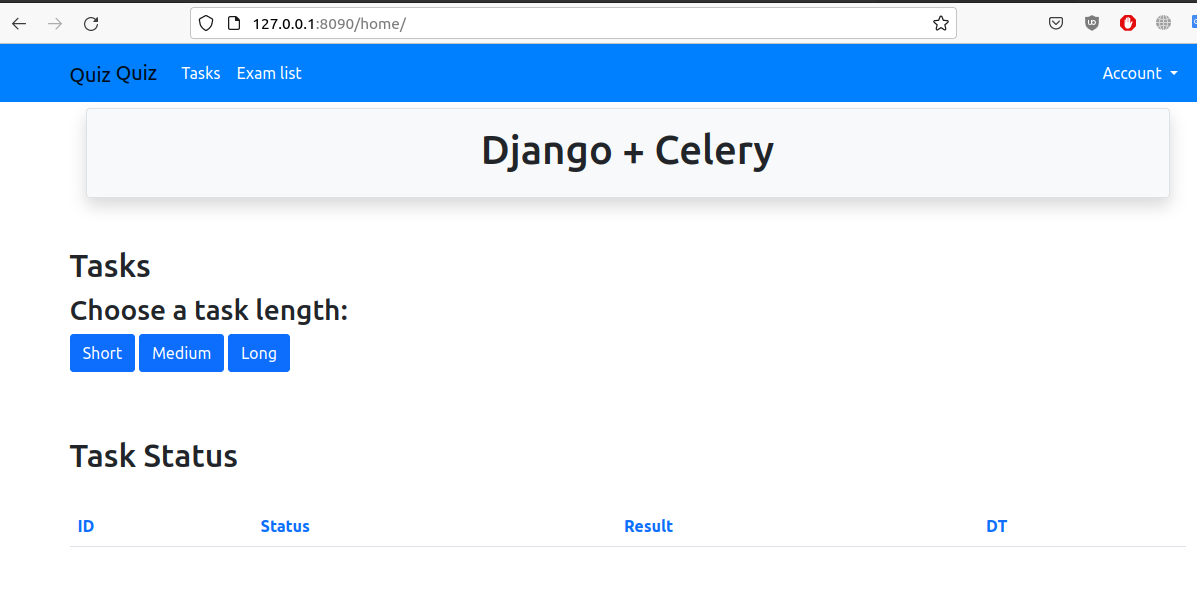 127.0.0.1:8090/home/
Quiz Quiz Tasks Exam list Account
Django + Celery
Tasks
Choose a task length:
Short Medium Long
Task Status
ID Status Result DT